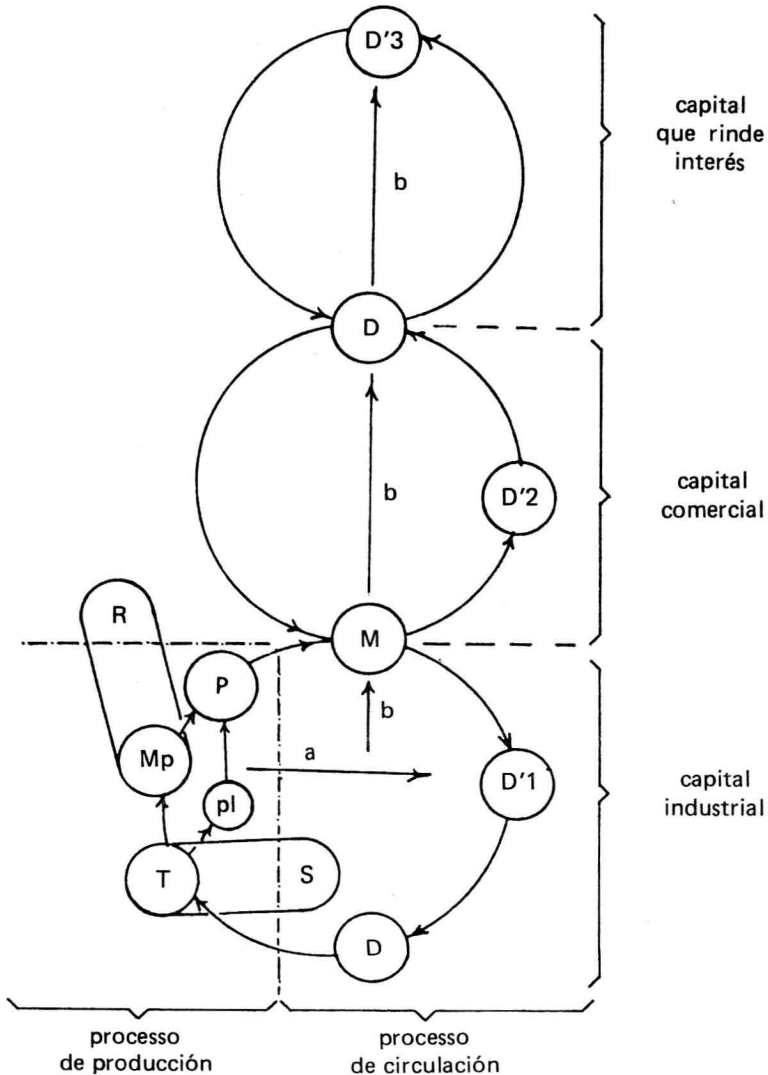 D'3
capital
que rinde
interés
b
D
b
D'2
capital
comercial
R
M
P
b
Mp
a
D'1
capital
industrial
pl
T
S
D
processo
de producción
processo
de circulación